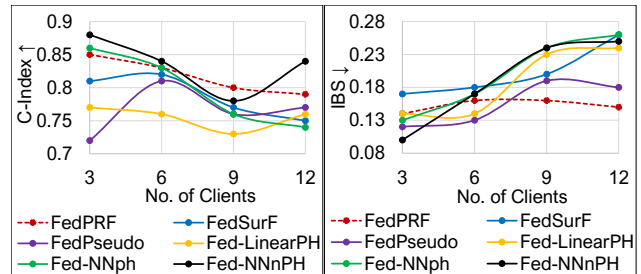 C-Index ↑
0.9
0.85
0.8
0.75
0.7
3 6 9 12
No. of Clients
FedPRF FedSurF
FedPseudo Fed-LinearPH
Fed-NNph Fed-NNnPH
IBS ↓
0.28
0.23
0.18
0.13
0.08
3 6 9 12
No. of Clients
FedPRF FedSurF
FedPseudo Fed-LinearPH
Fed-NNph Fed-NNnPH